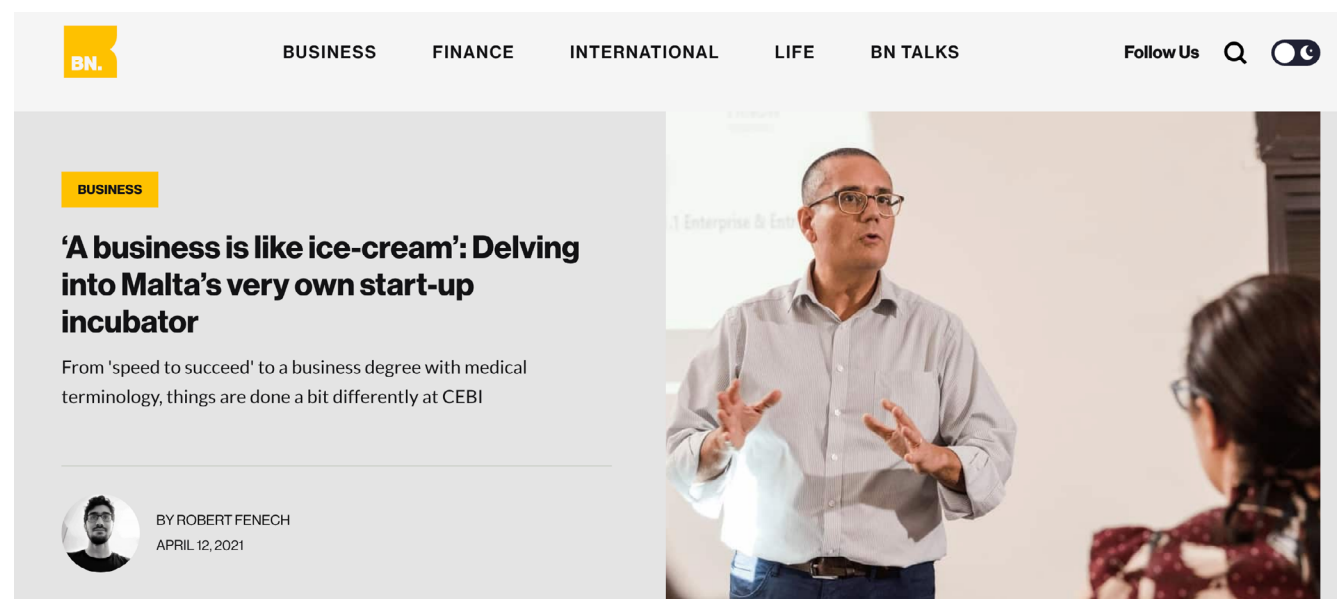 BN.
BUSINESS
FINANCE
INTERNATIONAL
LIFE
BN TALKS
Follow Us
BUSINESS
‘A business is like ice-cream’: Delving
into Malta’s very own start-up
incubator
From 'speed to succeed' to a business degree with medical
terminology, things are done a bit differently at CEBI
BY ROBERT FENECH
APRIL 12, 2021
.1 Enterprise &